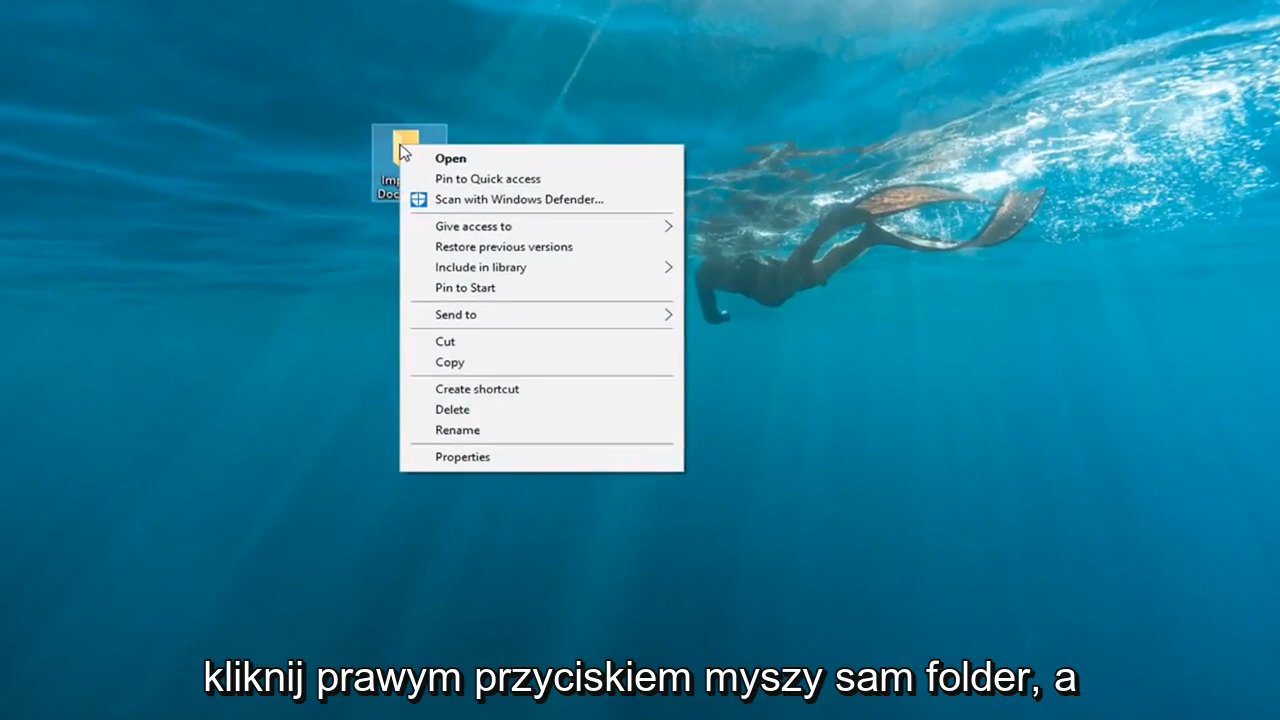 Open
Pin to Quick access
Scan with Windows Defender...
Give access to
Restore previous versions
Include in library
Pin to Start
Send to
Cut
Copy
Create shortcut
Delete
Rename
Properties
kliknij prawym przyciskiem myszy sam folder, a